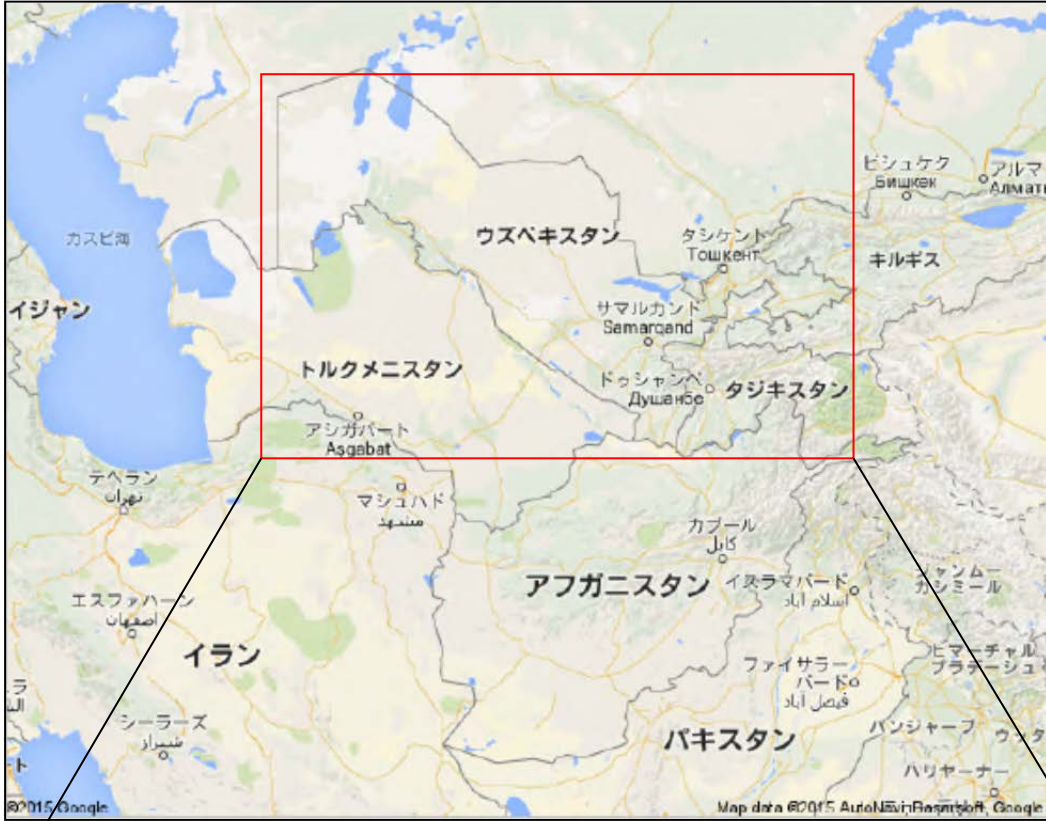 ビシュケク
Бишкек
アルマ
Алмат
カスピ海
ウズベキスタン
タシケント
Тошкент
キルギス
イジャン
サマルカンド
Samarqand
トルクメニスタン
ドゥシャンベ
Душанбе
タジキスタン
アシガバート
Aşgabat
テヘラン
تهران
マシュハド
مشهد
カブール
کابل
アフガニスタン
イスラマバード
اسلام آباد
ジャンムー
カシミール
エスファハーン
اصفهان
イラン
ファイサラー
バード
فیصل آباد
ヒマーチャル
プラデーシュ
シーラーズ
شیراز
パキスタン
パンジャーブ
ウッタ
ハリヤーナー
©2015 Google
Map data ©2015 AutoNavi, Basarsoft, Google